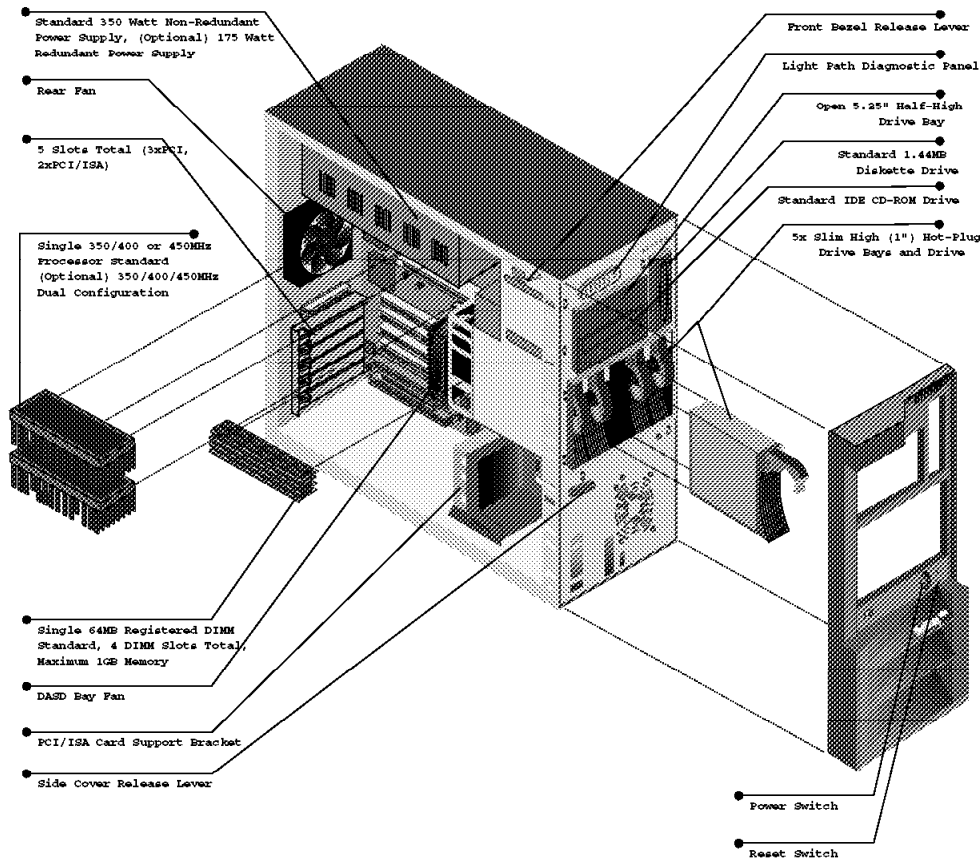 Standard 350 Watt Non-Redundant
Power Supply, (Optional) 175 Watt
Redundant Power Supply
Rear Fan
5 Slots Total (3xPCI,
2xPCI/ISA)
Single 350/400 or 450MHz
Processor Standard
(Optional) 350/400/450MHz
Dual Configuration
Single 64MB Registered DIMM
Standard, 4 DIMM Slots Total,
Maximum 1GB Memory
DASD Bay Fan
PCI/ISA Card Support Bracket
Side Cover Release Lever
Front Bezel Release Lever
Light Path Diagnostic Panel
Open 5.25" Half-High
Drive Bay
Standard 1.44MB
Diskette Drive
Standard IDE CD-ROM Drive
5x Slim High (1") Hot-Plug
Drive Bays and Drive
Power Switch
Reset Switch